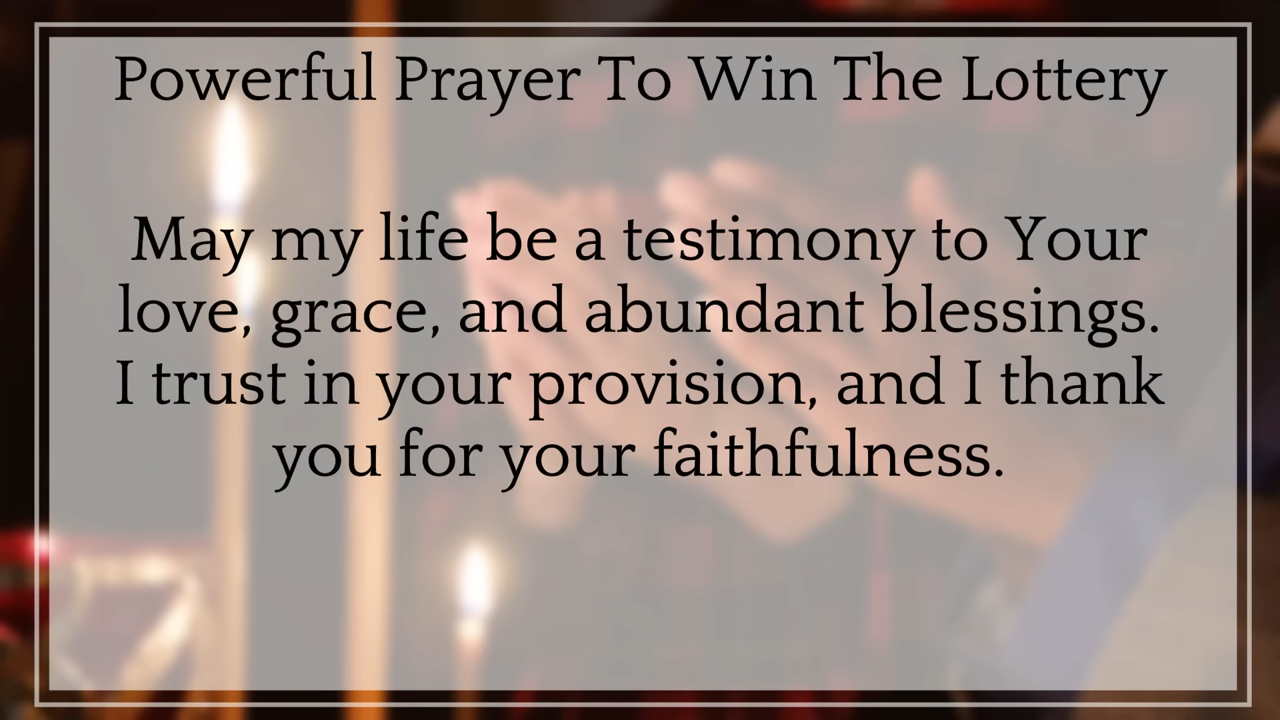 Powerful Prayer To Win The Lottery
May my life be a testimony to Your
love, grace, and abundant blessings.
I trust in your provision, and I thank
you for your faithfulness.